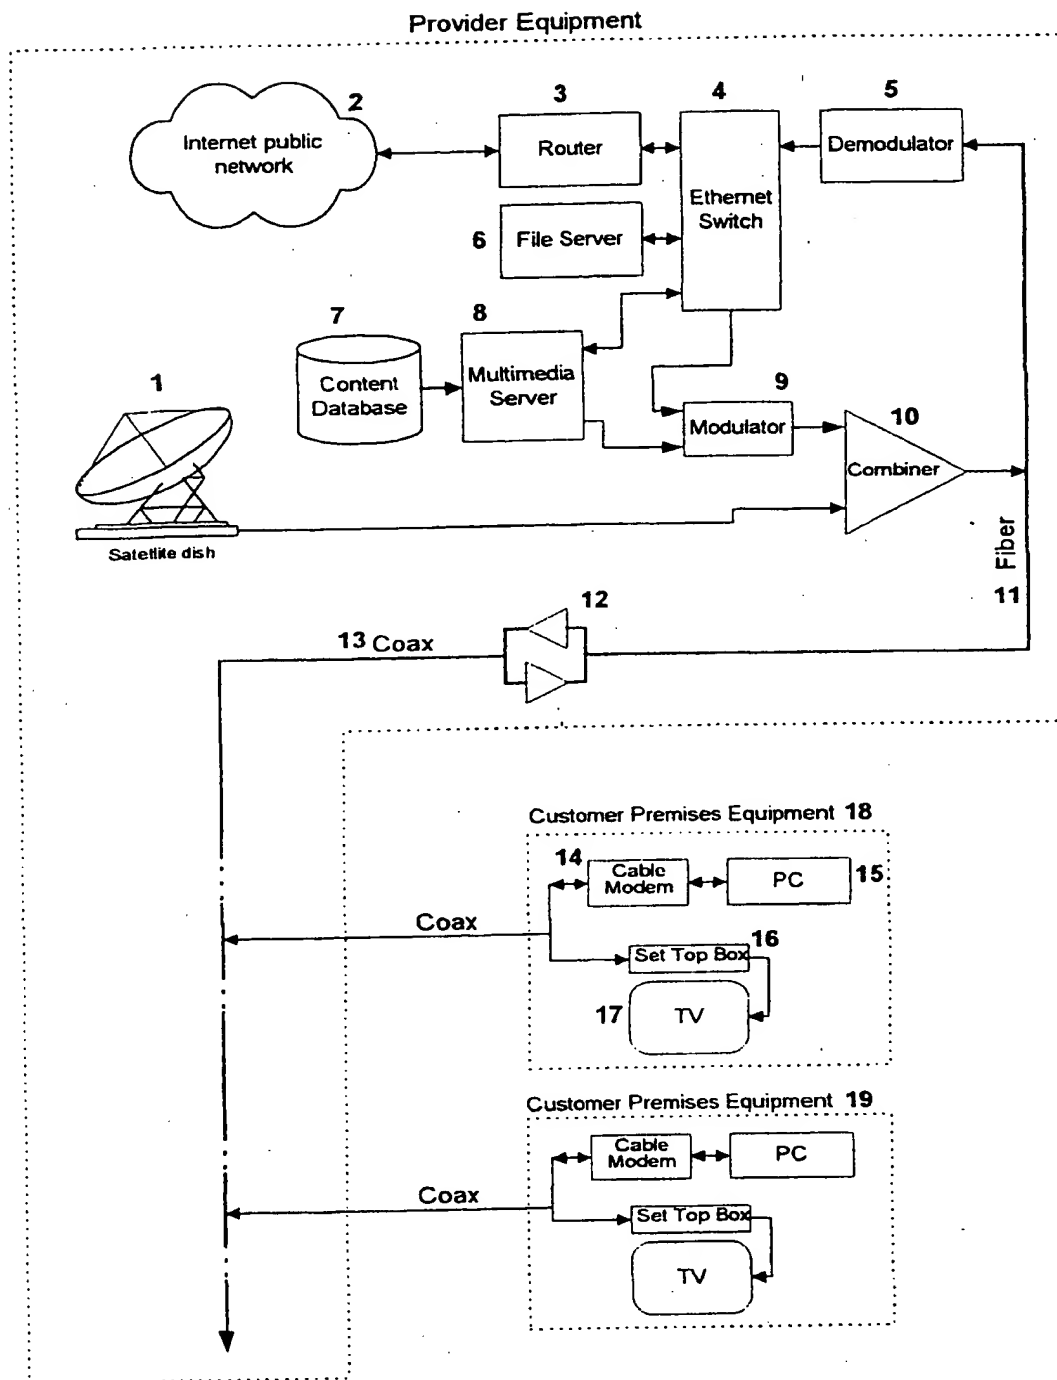 Provider Equipment
2
Internet public
network
3
Router
4
Ethernet
Switch
5
Demodulator
6
File Server
7
Content
Database
8
Multimedia
Server
1
Satetlite dish
9
Modulator
10
Combiner
Fiber
11
12
13 Coax
Customer Premises Equipment 18
14
Cable
Modem
PC
15
Coax
16
Set Top Box
17
TV
Customer Premises Equipment 19
Cable
Modem
PC
Coax
Set Top Box
TV